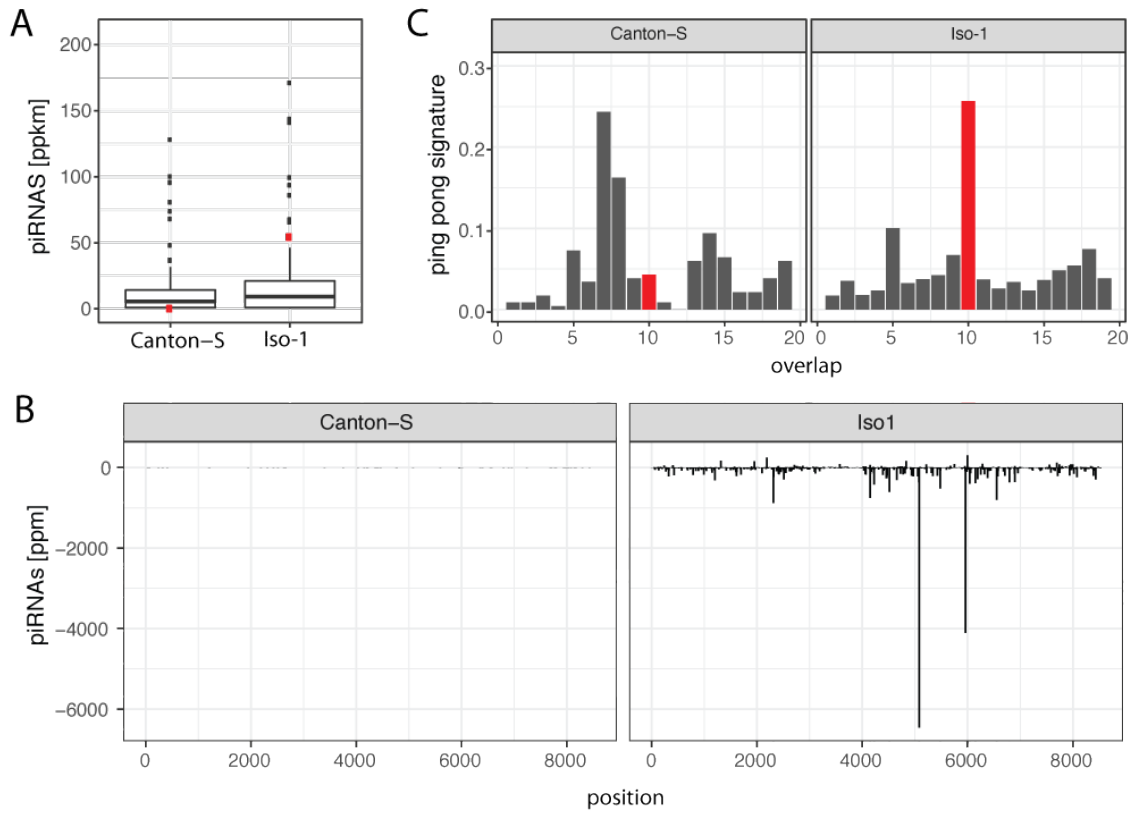 A
piRNAS [ppkm]
200
150
100
50
0
Canton-S
Iso-1
C
Canton-S
Iso-1
ping pong signature
0.3
0.2
0.1
0.0
0
5
10
15
20
0
5
10
15
20
overlap
B
Canton-S
Iso1
piRNAs [ppm]
0
-2000
-4000
-6000
0
2000
4000
6000
8000
0
2000
4000
6000
8000
position